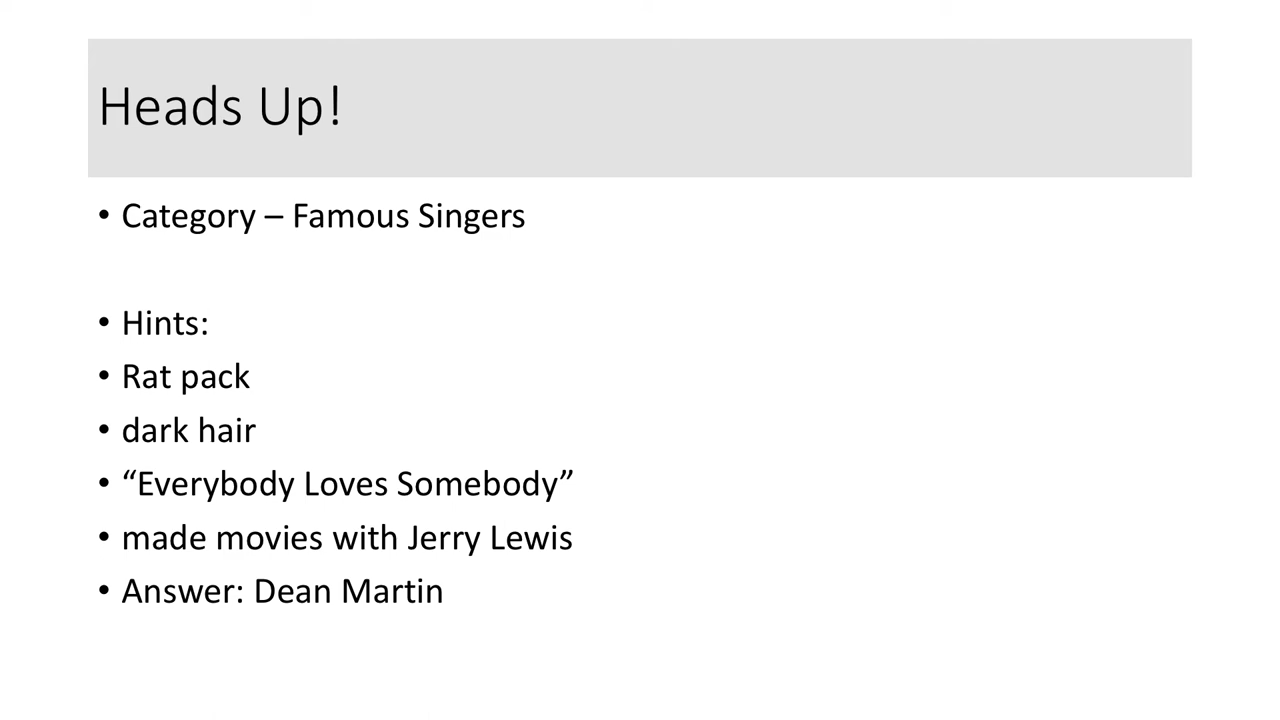 Heads Up!
• Category – Famous Singers
• Hints:
• Rat pack
• dark hair
• “Everybody Loves Somebody”
• made movies with Jerry Lewis
• Answer: Dean Martin